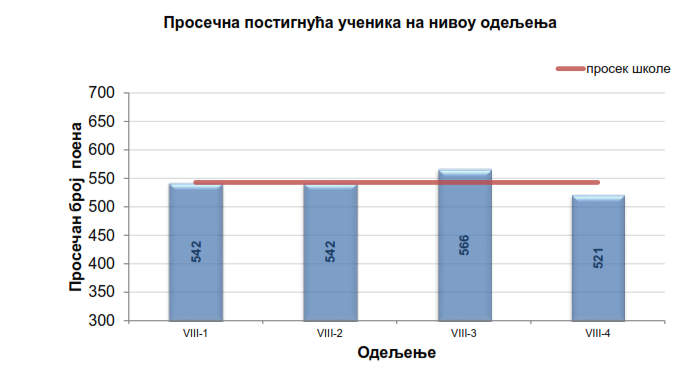 Просечна постигнућа ученика на нивоу одељења
просек школе
Просечан број поена
700
650
600
550
500
450
400
350
300
542
542
566
521
VIII-1
VIII-2
VIII-3
VIII-4
Одељење